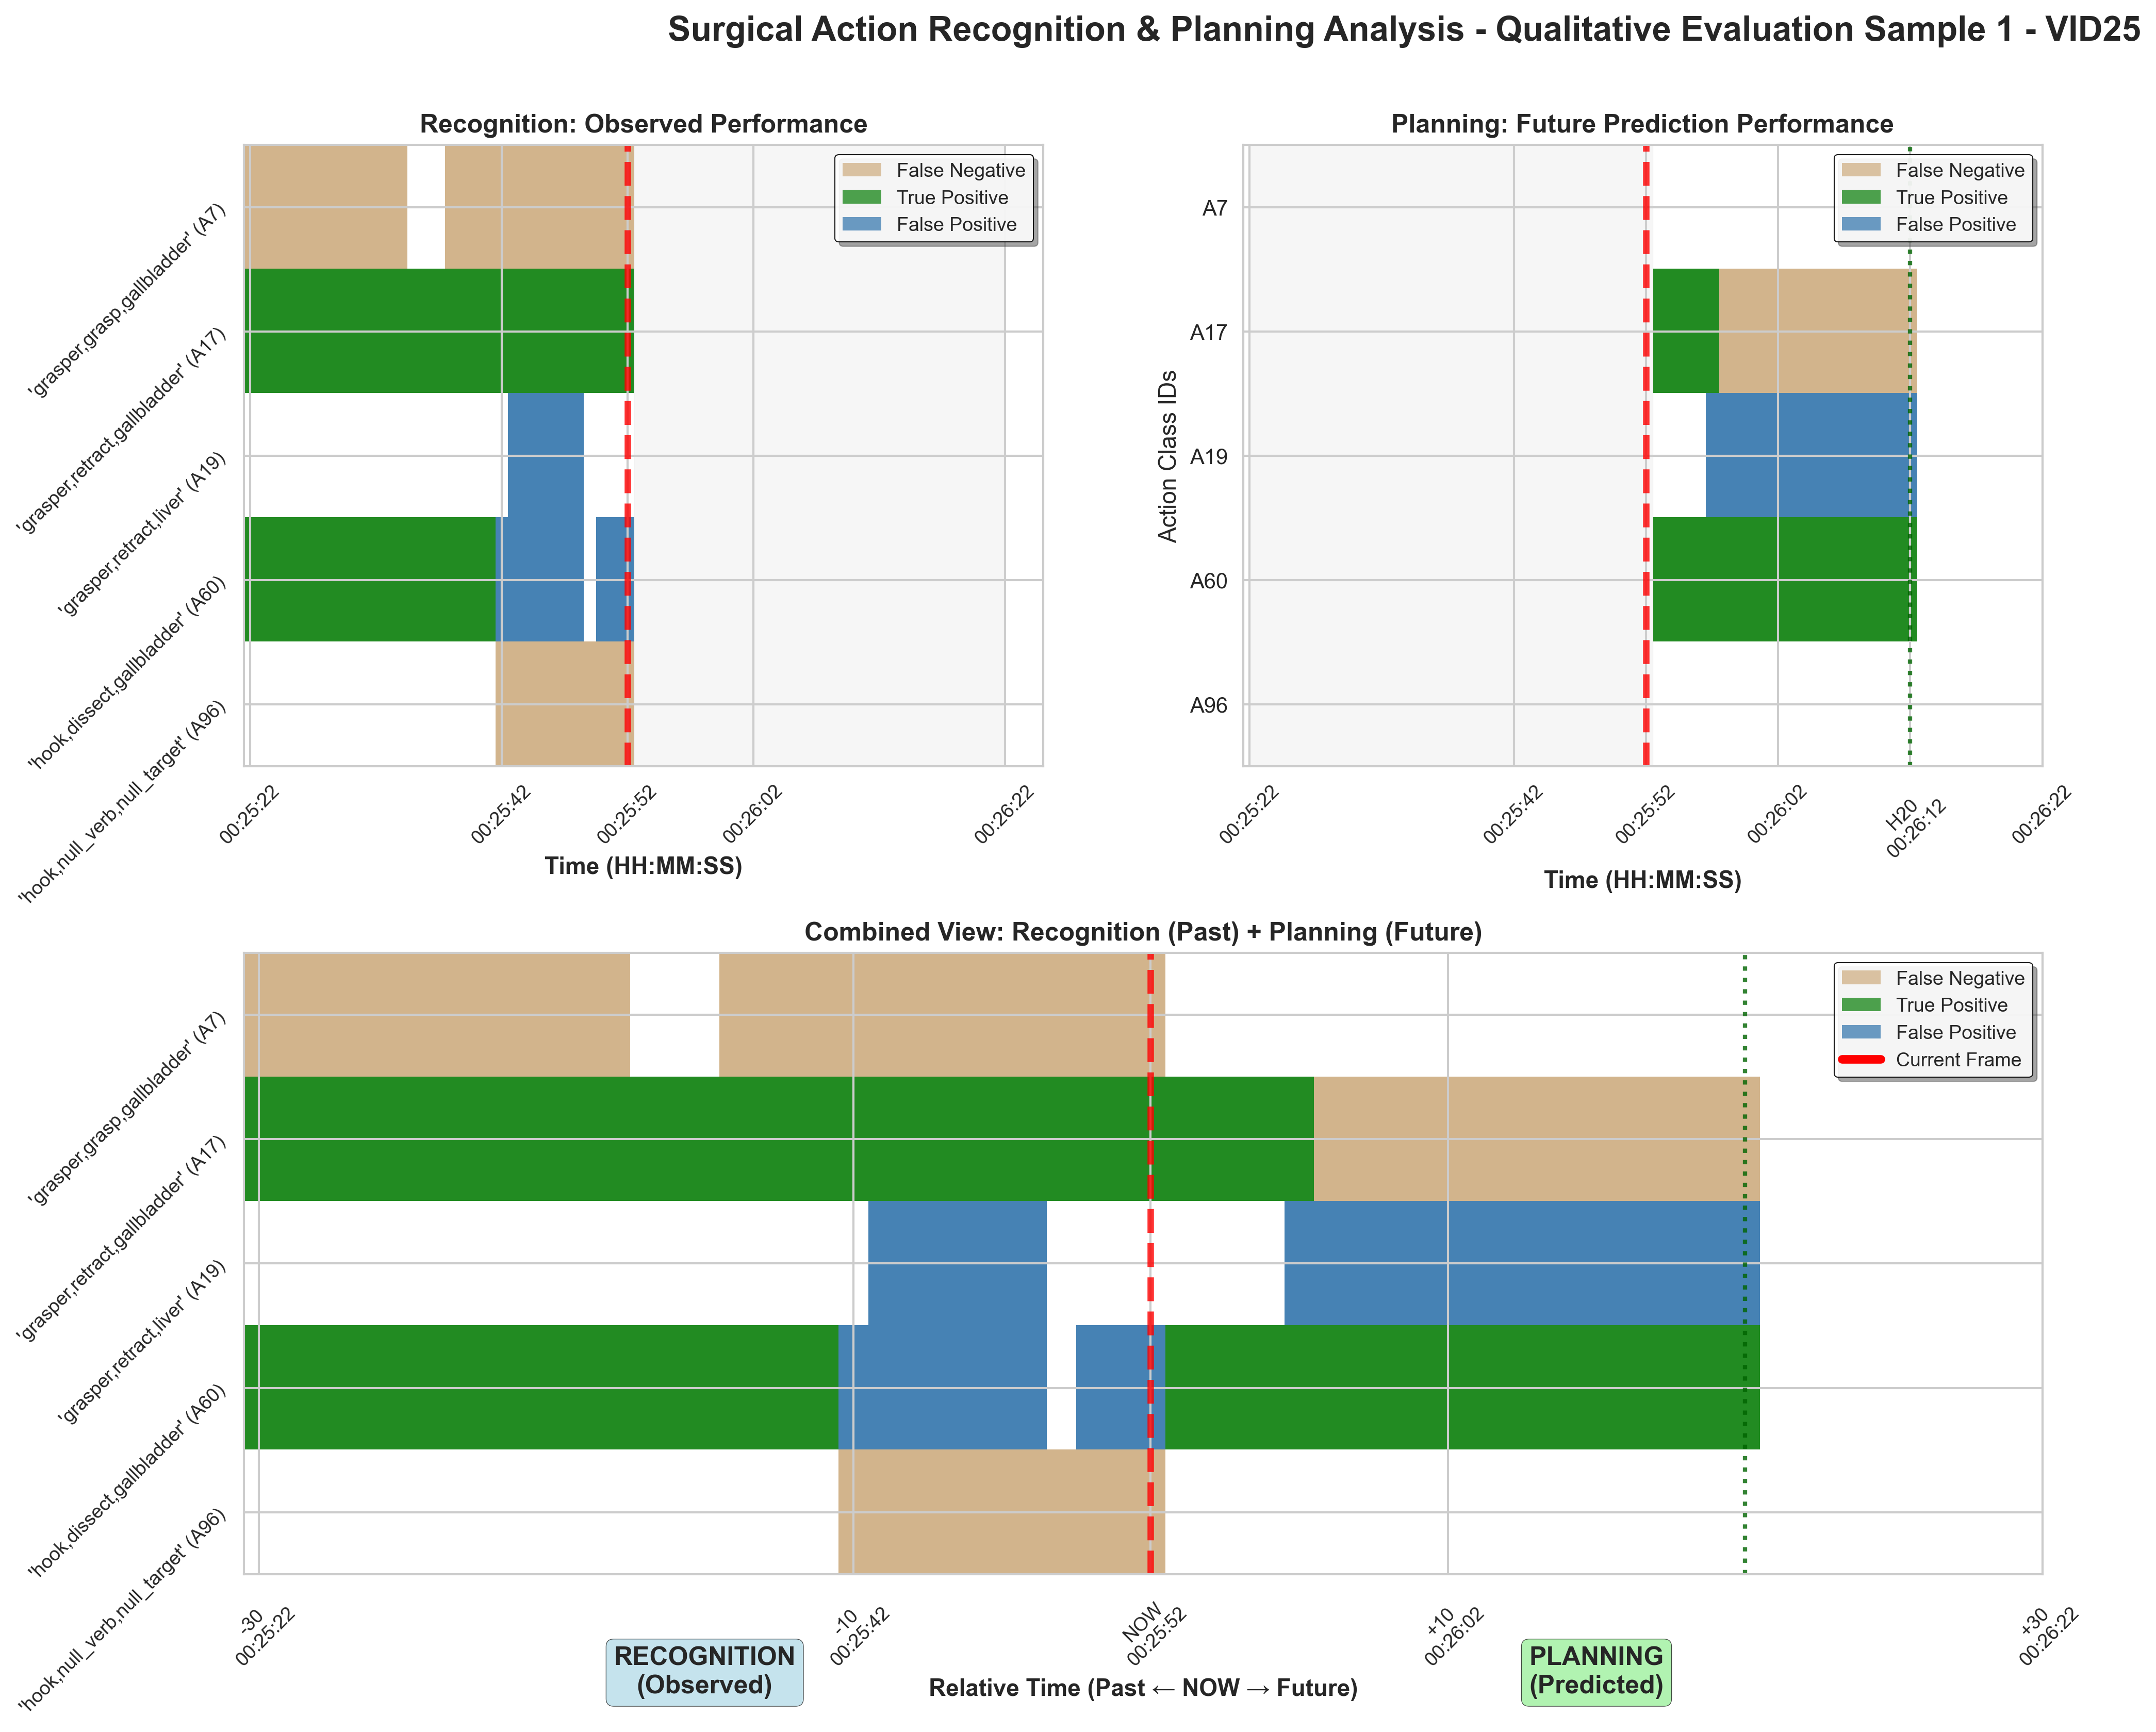 Surgical Action Recognition & Planning Analysis - Qualitative Evaluation Sample 1 - VID25
Recognition: Observed Performance
False Negative
True Positive
False Positive
'grasper,grasp,gallbladder' (A7)
'grasper,retract,gallbladder' (A17)
'grasper,retract,liver' (A19)
'hook,dissect,gallbladder' (A60)
'hook,null_verb,null_target' (A96)
00:25:22
00:25:42
00:25:52
00:26:02
00:26:22
Time (HH:MM:SS)
Planning: Future Prediction Performance
False Negative
True Positive
False Positive
Action Class IDs
A7
A17
A19
A60
A96
00:25:22
00:25:42
00:25:52
00:26:02
H20
00:26:12
00:26:22
Time (HH:MM:SS)
Combined View: Recognition (Past) + Planning (Future)
False Negative
True Positive
False Positive
Current Frame
'grasper,grasp,gallbladder' (A7)
'grasper,retract,gallbladder' (A17)
'grasper,retract,liver' (A19)
'hook,dissect,gallbladder' (A60)
'hook,null_verb,null_target' (A96)
-30
00:25:22
-10
00:25:42
NOW
00:25:52
+10
00:26:02
+30
00:26:22
RECOGNITION
(Observed)
PLANNING
(Predicted)
Relative Time (Past ← NOW → Future)